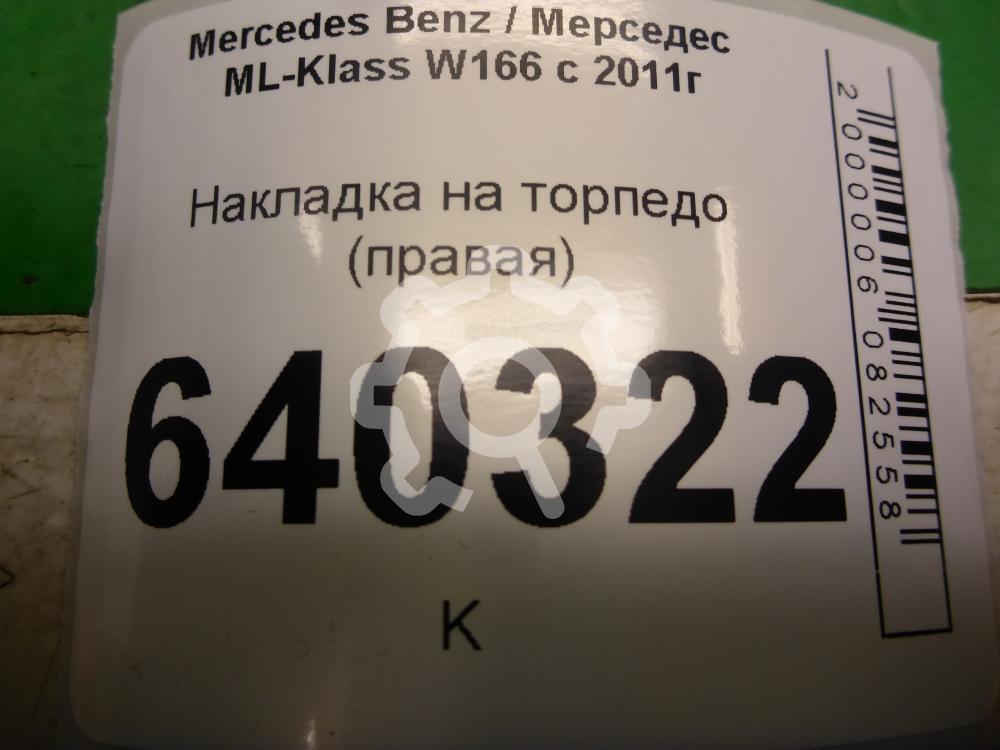 Mercedes Benz / Мерседес
ML-Klass W166 с 2011г
Накладка на торпедо
(правая)
640322
К
2000006082558